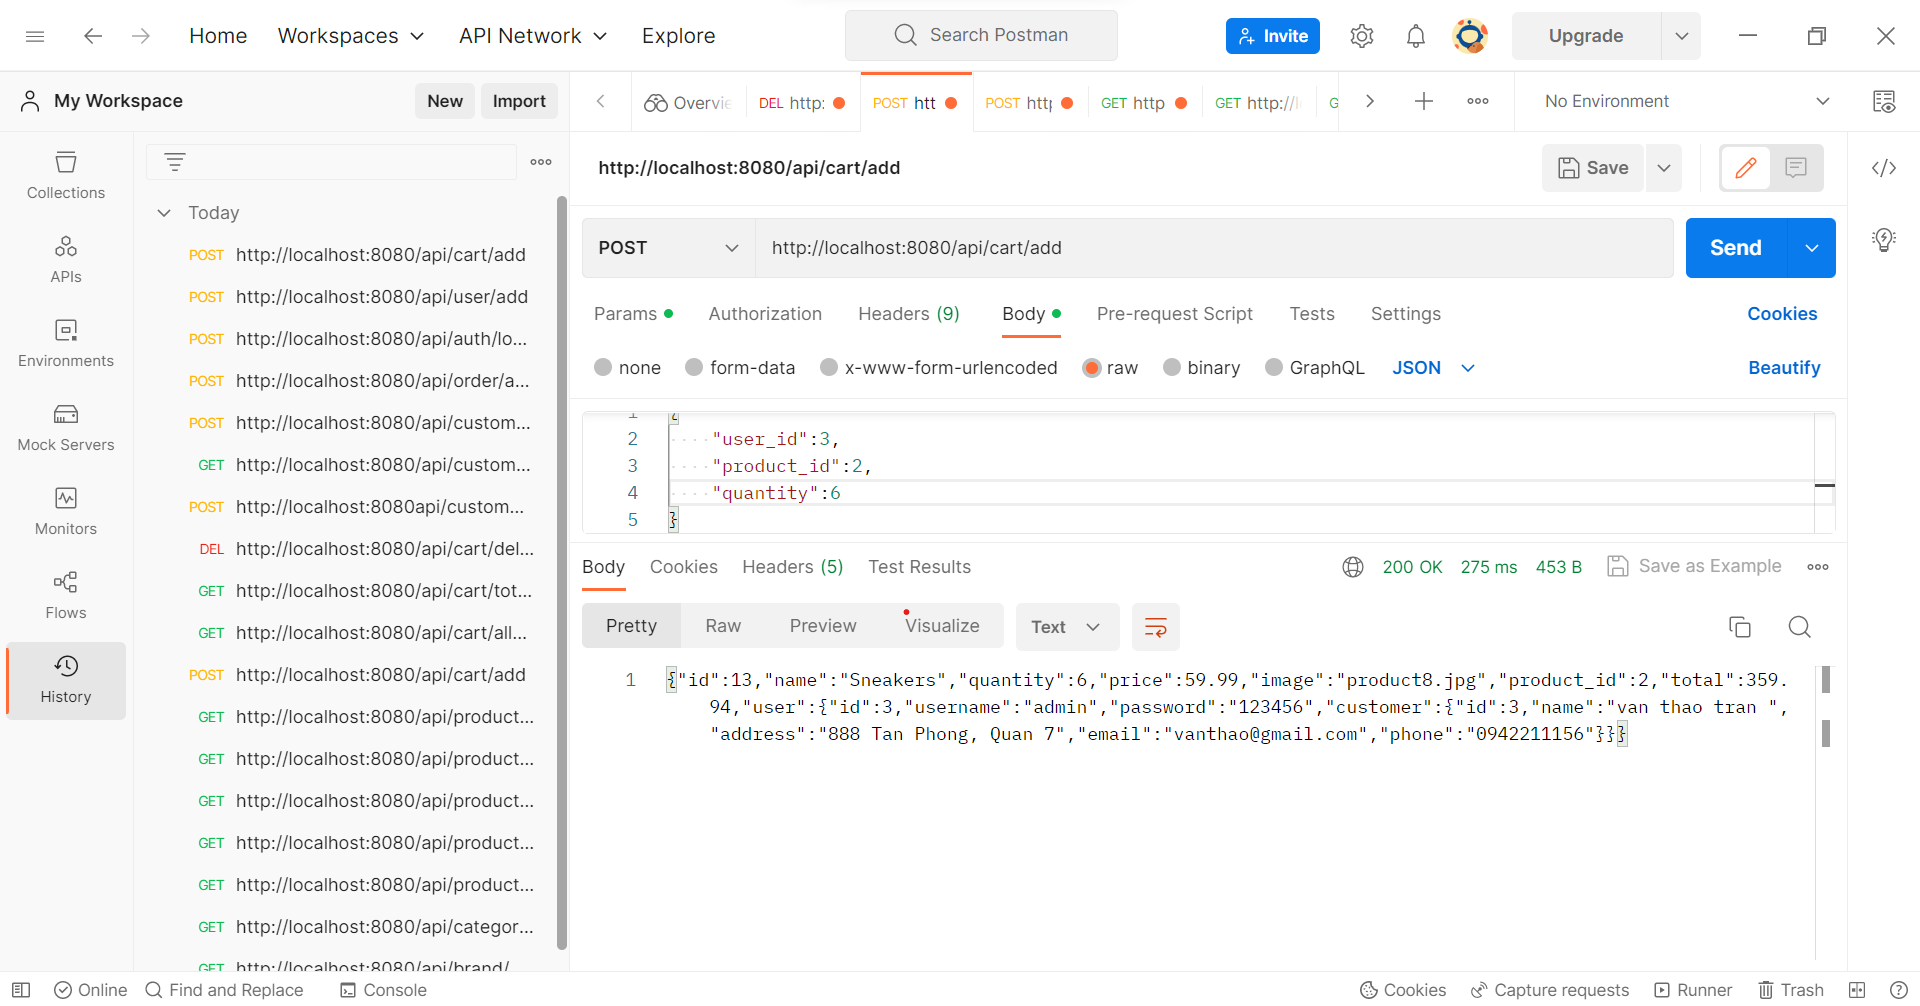 Home
Workspaces
API Network
Explore
Search Postman
Invite
Upgrade
My Workspace
New
Import
Overvie
DEL http:
POST htt
POST http
GET http
GET http://l
G
No Environment
Collections
APIs
Environments
Mock Servers
Monitors
Flows
History
Today
POST http://localhost:8080/api/cart/add
POST http://localhost:8080/api/user/add
POST http://localhost:8080/api/auth/lo...
POST http://localhost:8080/api/order/a...
POST http://localhost:8080/api/custom...
GET http://localhost:8080/api/custom...
POST http://localhost:8080api/custom...
DEL http://localhost:8080/api/cart/del...
GET http://localhost:8080/api/cart/tot...
GET http://localhost:8080/api/cart/all...
POST http://localhost:8080/api/cart/add
GET http://localhost:8080/api/product...
GET http://localhost:8080/api/product...
GET http://localhost:8080/api/product...
GET http://localhost:8080/api/product...
GET http://localhost:8080/api/product...
GET http://localhost:8080/api/categor...
GET http://localhost:8080/api/brand/
http://localhost:8080/api/cart/add
Save
POST
http://localhost:8080/api/cart/add
Send
Params
Authorization
Headers (9)
Body
Pre-request Script
Tests
Settings
Cookies
none
form-data
x-www-form-urlencoded
raw
binary
GraphQL
JSON
Beautify
1 {
2 "user_id":3,
3 "product_id":2,
4 "quantity":6
5 }
Body
Cookies
Headers (5)
Test Results
200 OK
275 ms
453 B
Save as Example
Pretty
Raw
Preview
Visualize
Text
1 {"id":13,"name":"Sneakers","quantity":6,"price":59.99,"image":"product8.jpg","product_id":2,"total":359.
94,"user":{"id":3,"username":"admin","password":"123456","customer":{"id":3,"name":"van thao tran ",
"address":"888 Tan Phong, Quan 7","email":"vanthao@gmail.com","phone":"0942211156"}}}
Online
Find and Replace
Console
Cookies
Capture requests
Runner
Trash